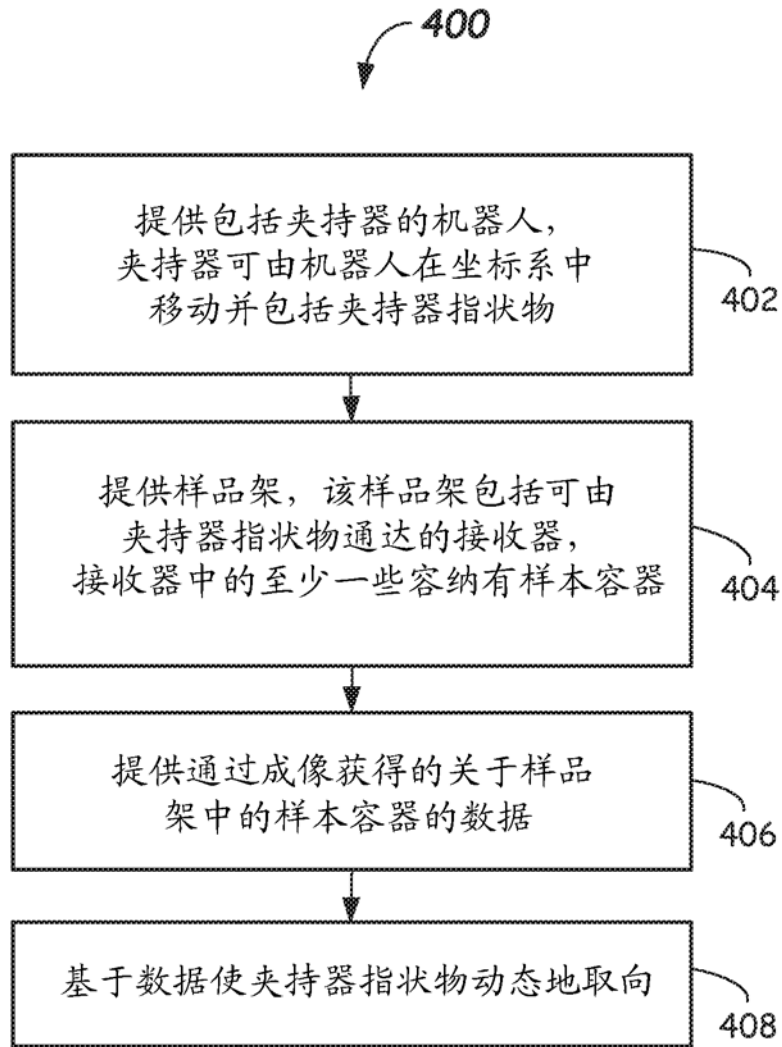 400
提供包括夹持器的机器人，
夹持器可由机器人在坐标系中
移动并包括夹持器指状物
402
提供样品架，该样品架包括可由
夹持器指状物通达的接收器，
接收器中的至少一些容纳有样本容器
404
提供通过成像获得的关于样品
架中的样本容器的数据
406
基于数据使夹持器指状物动态地取向
408